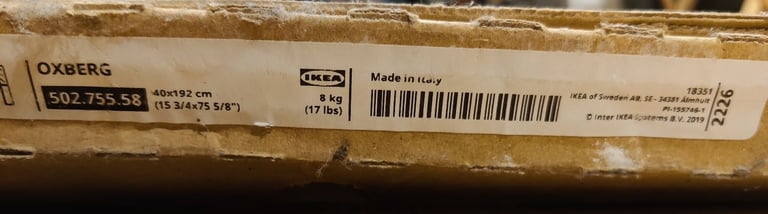 OXBERG
502.755.58
40x192 cm
(15 3/4x75 5/8")
IKEA
8 kg
(17 lbs)
Made in Italy
18351
IKEA of Sweden AB, SE - 34381 Älmhult
PI-155746-1
© Inter IKEA Systems B.V. 2019
2226